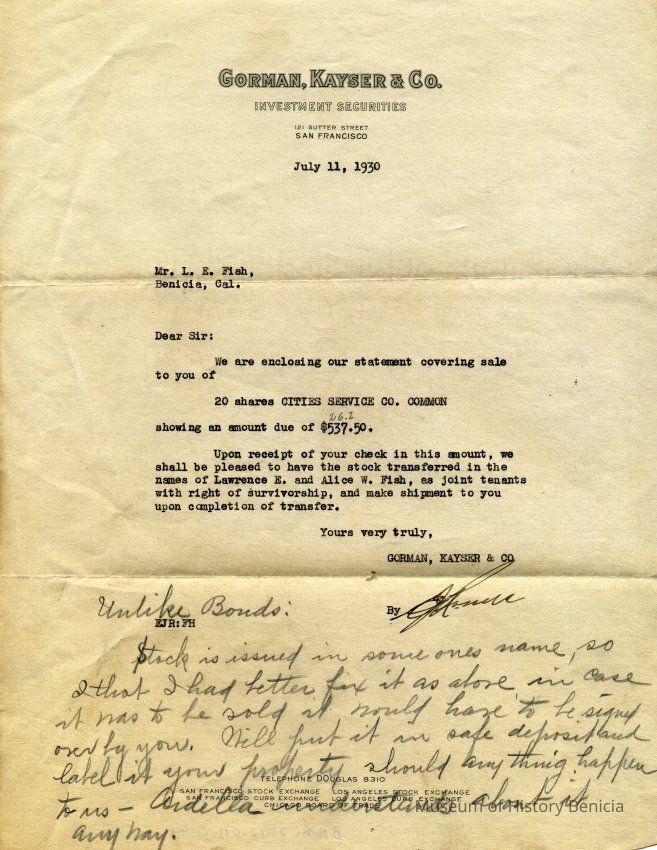 GORMAN, KAYSER & CO.
INVESTMENT SECURITIES
121 SUTTER STREET
SAN FRANCISCO
July 11, 1930
Mr. L. E. Fish,
Benicia, Cal.
Dear Sir:
We are enclosing our statement covering sale
to you of
20 shares CITIES SERVICE CO. COMMON
26.2
showing an amount due of $537.50.
Upon receipt of your check in this amount, we
shall be pleased to have the stock transferred in the
names of Lawrence E. and Alice W. Fish, as joint tenants
with right of survivorship, and make shipment to you
upon completion of transfer.
Yours very truly,
GORMAN, KAYSER & CO
By
Unlike Bonds:
EJR:FH
Stock is issued in some ones name, so
I that I had better fix it as above in case
it was to be sold it would have to be signed
over by you. Will put it in safe deposit and
label it your property should anything happen
TELEPHONE DOUGLAS 8310
SAN FRANCISCO STOCK EXCHANGE LOS ANGELES STOCK EXCHANGE
SAN FRANCISCO CURB EXCHANGE LOS ANGELES CURB EXCHANGE
CHICAGO BOARD OF TRADE
to us - understands about it
any way.
Museum of History Benicia